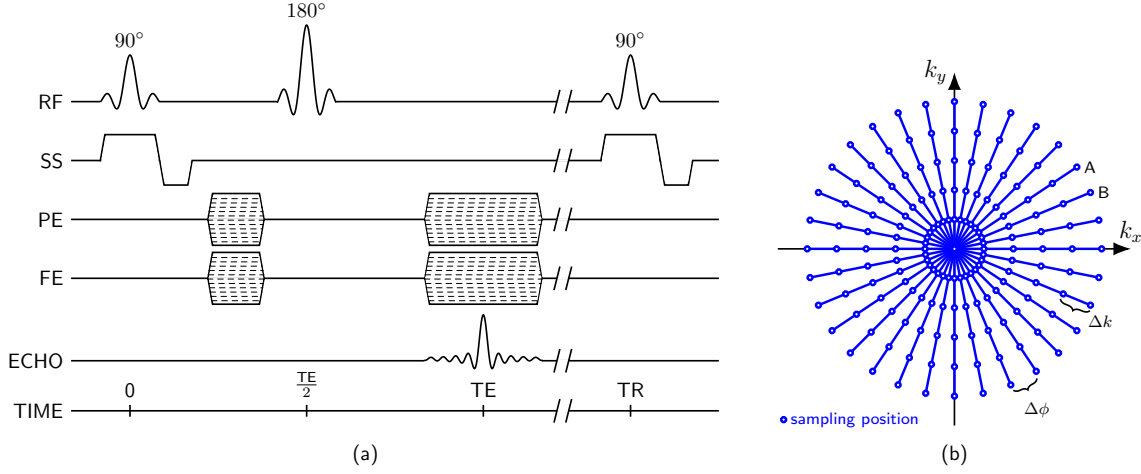 90° 180° 90°
RF
SS
PE
FE
ECHO
0 TE/2 TE TR
TIME
(a)
k_y
A
B
k_x
Δk
Δϕ
sampling position
(b)